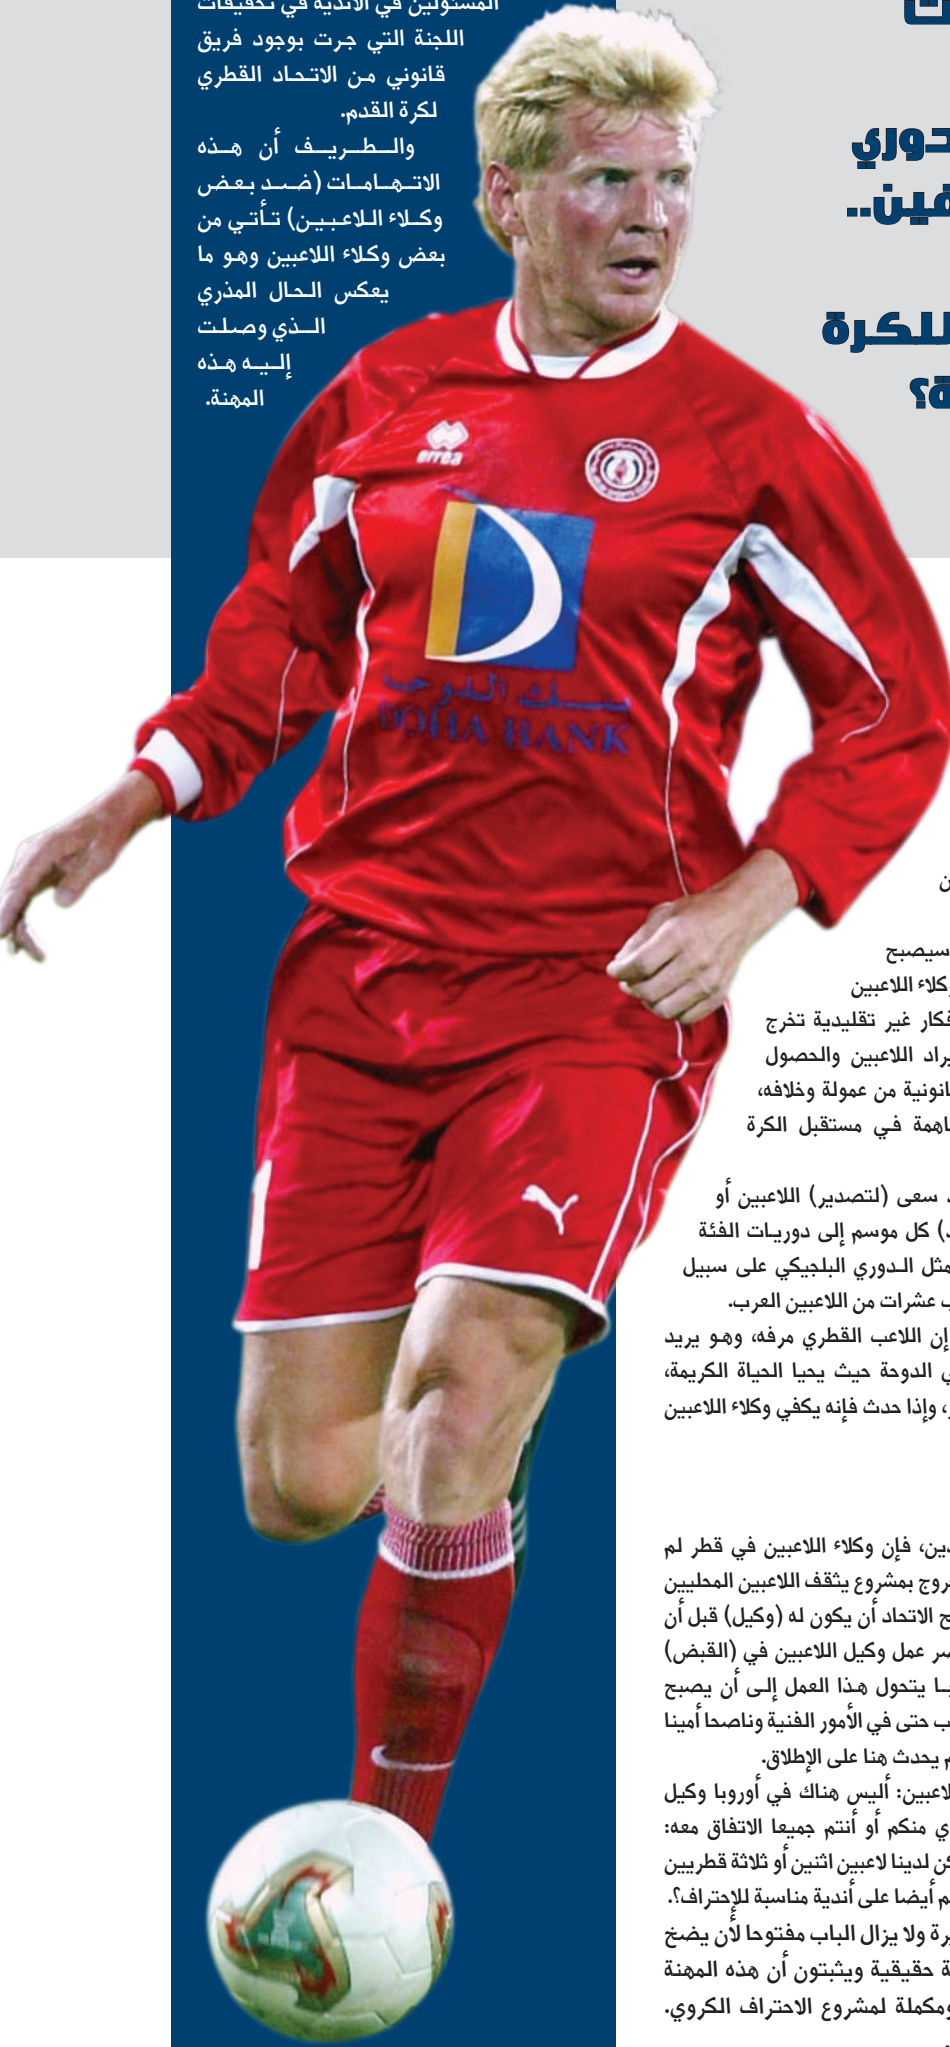 المسئولين في الأندية في تحقيقات
اللجنة التي جرت بوجود فريق
قانوني من الاتحاد القطري
لكرة القدم.
والطريف أن هذه
الاتهامات (ضد بعض
وكلاء اللاعبين) تأتي من
بعض وكلاء اللاعبين وهو ما
يعكس الحال المذري
الذي وصلت
إليه هذه
المهنة.
دوري
فين..
للكرة
ة؟
errea
بنك الدوحة
DOHA BANK
ن
سيصبح
وكلاء اللاعبين
فكار غير تقليدية تخرج
يراد اللاعبين والحصول
انونية من عمولة وخلافه،
اهمة في مستقبل الكرة
سعى (لتصدير) اللاعبين أو
د) كل موسم إلى دوريات الفئة
مثل الدوري البلجيكي على سبيل
ب عشرات من اللاعبين العرب.
إن اللاعب القطري مرفه، وهو يريد
ي الدوحة حيث يحيا الحياة الكريمة،
، وإذا حدث فإنه يكفي وكلاء اللاعبين
دين، فإن وكلاء اللاعبين في قطر لم
روج بمشروع يثقف اللاعبين المحليين
ح الاتحاد أن يكون له (وكيل) قبل أن
صر عمل وكيل اللاعبين في (القبض)
با يتحول هذا العمل إلى أن يصبح
ب حتى في الأمور الفنية وناصحا أمينا
م يحدث هنا على الإطلاق.
لاعبين: أليس هناك في أوروبا وكيل
ي منكم أو أنتم جميعا الاتفاق معه:
كن لدينا لاعبين اثنين أو ثلاثة قطريين
م أيضا على أندية مناسبة للإحتراف؟.
يرة ولا يزال الباب مفتوحا لأن يضخ
ة حقيقية ويثبتون أن هذه المهنة
ومكملة لمشروع الاحتراف الكروي.